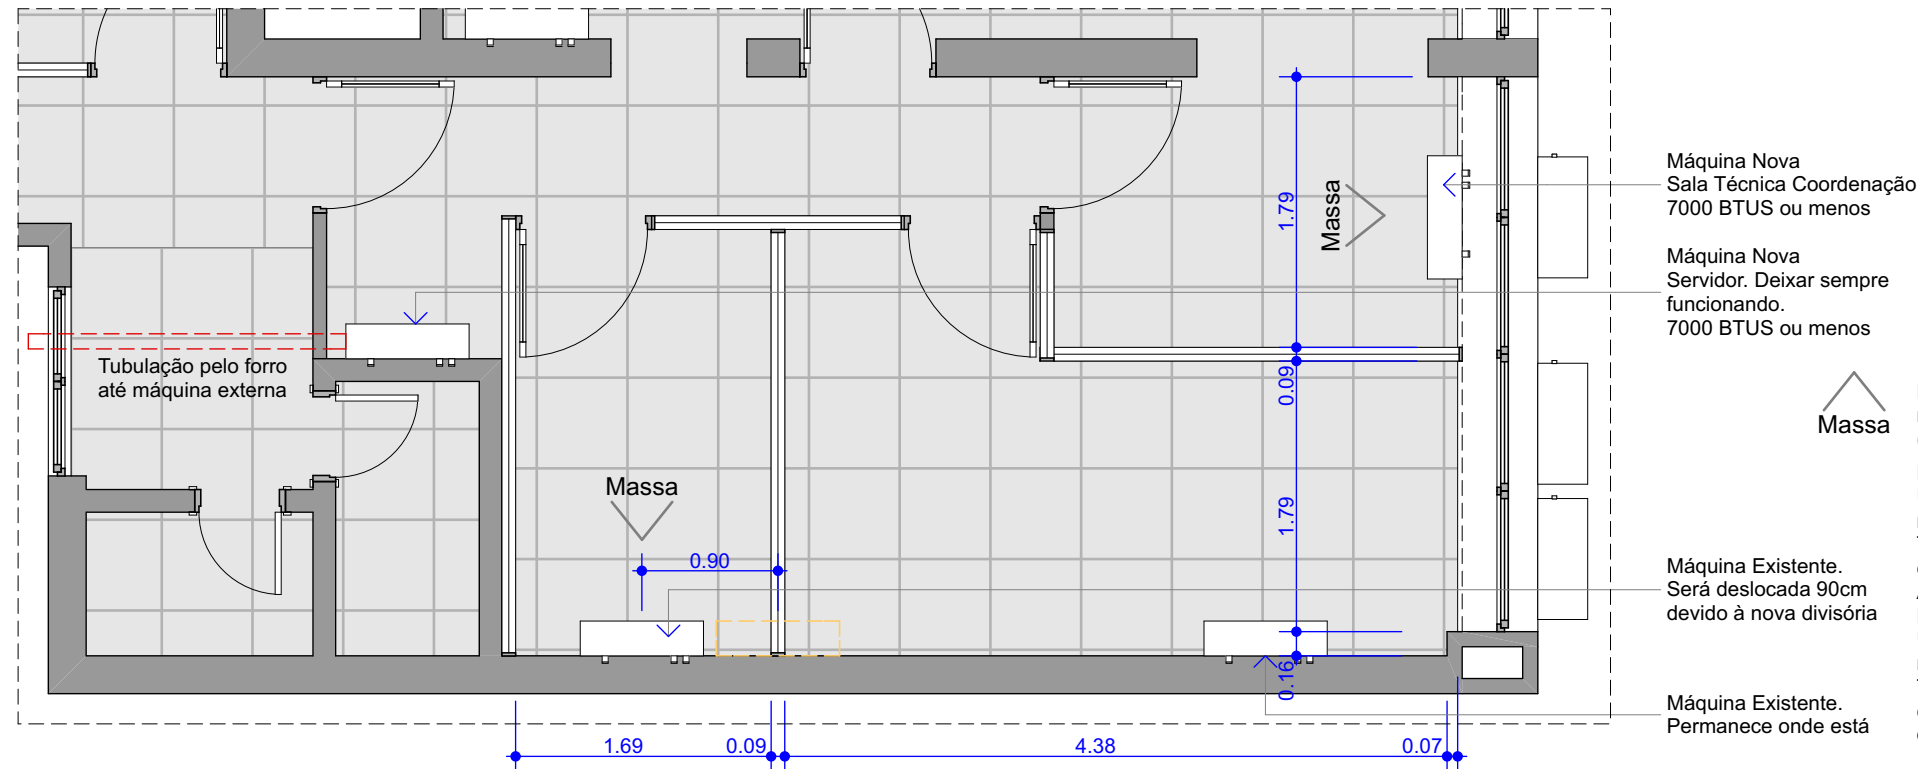 Máquina Nova
Sala Técnica Coordenação
7000 BTUS ou menos
Massa
1.79
Máquina Nova
Servidor. Deixar sempre
funcionando.
7000 BTUS ou menos
Tubulação pelo forro
até máquina externa
0.09
Massa
Massa
1.79
0.90
Máquina Existente.
Será deslocada 90cm
devido à nova divisória
0.16
Máquina Existente.
Permanece onde está
1.69
0.09
4.38
0.07